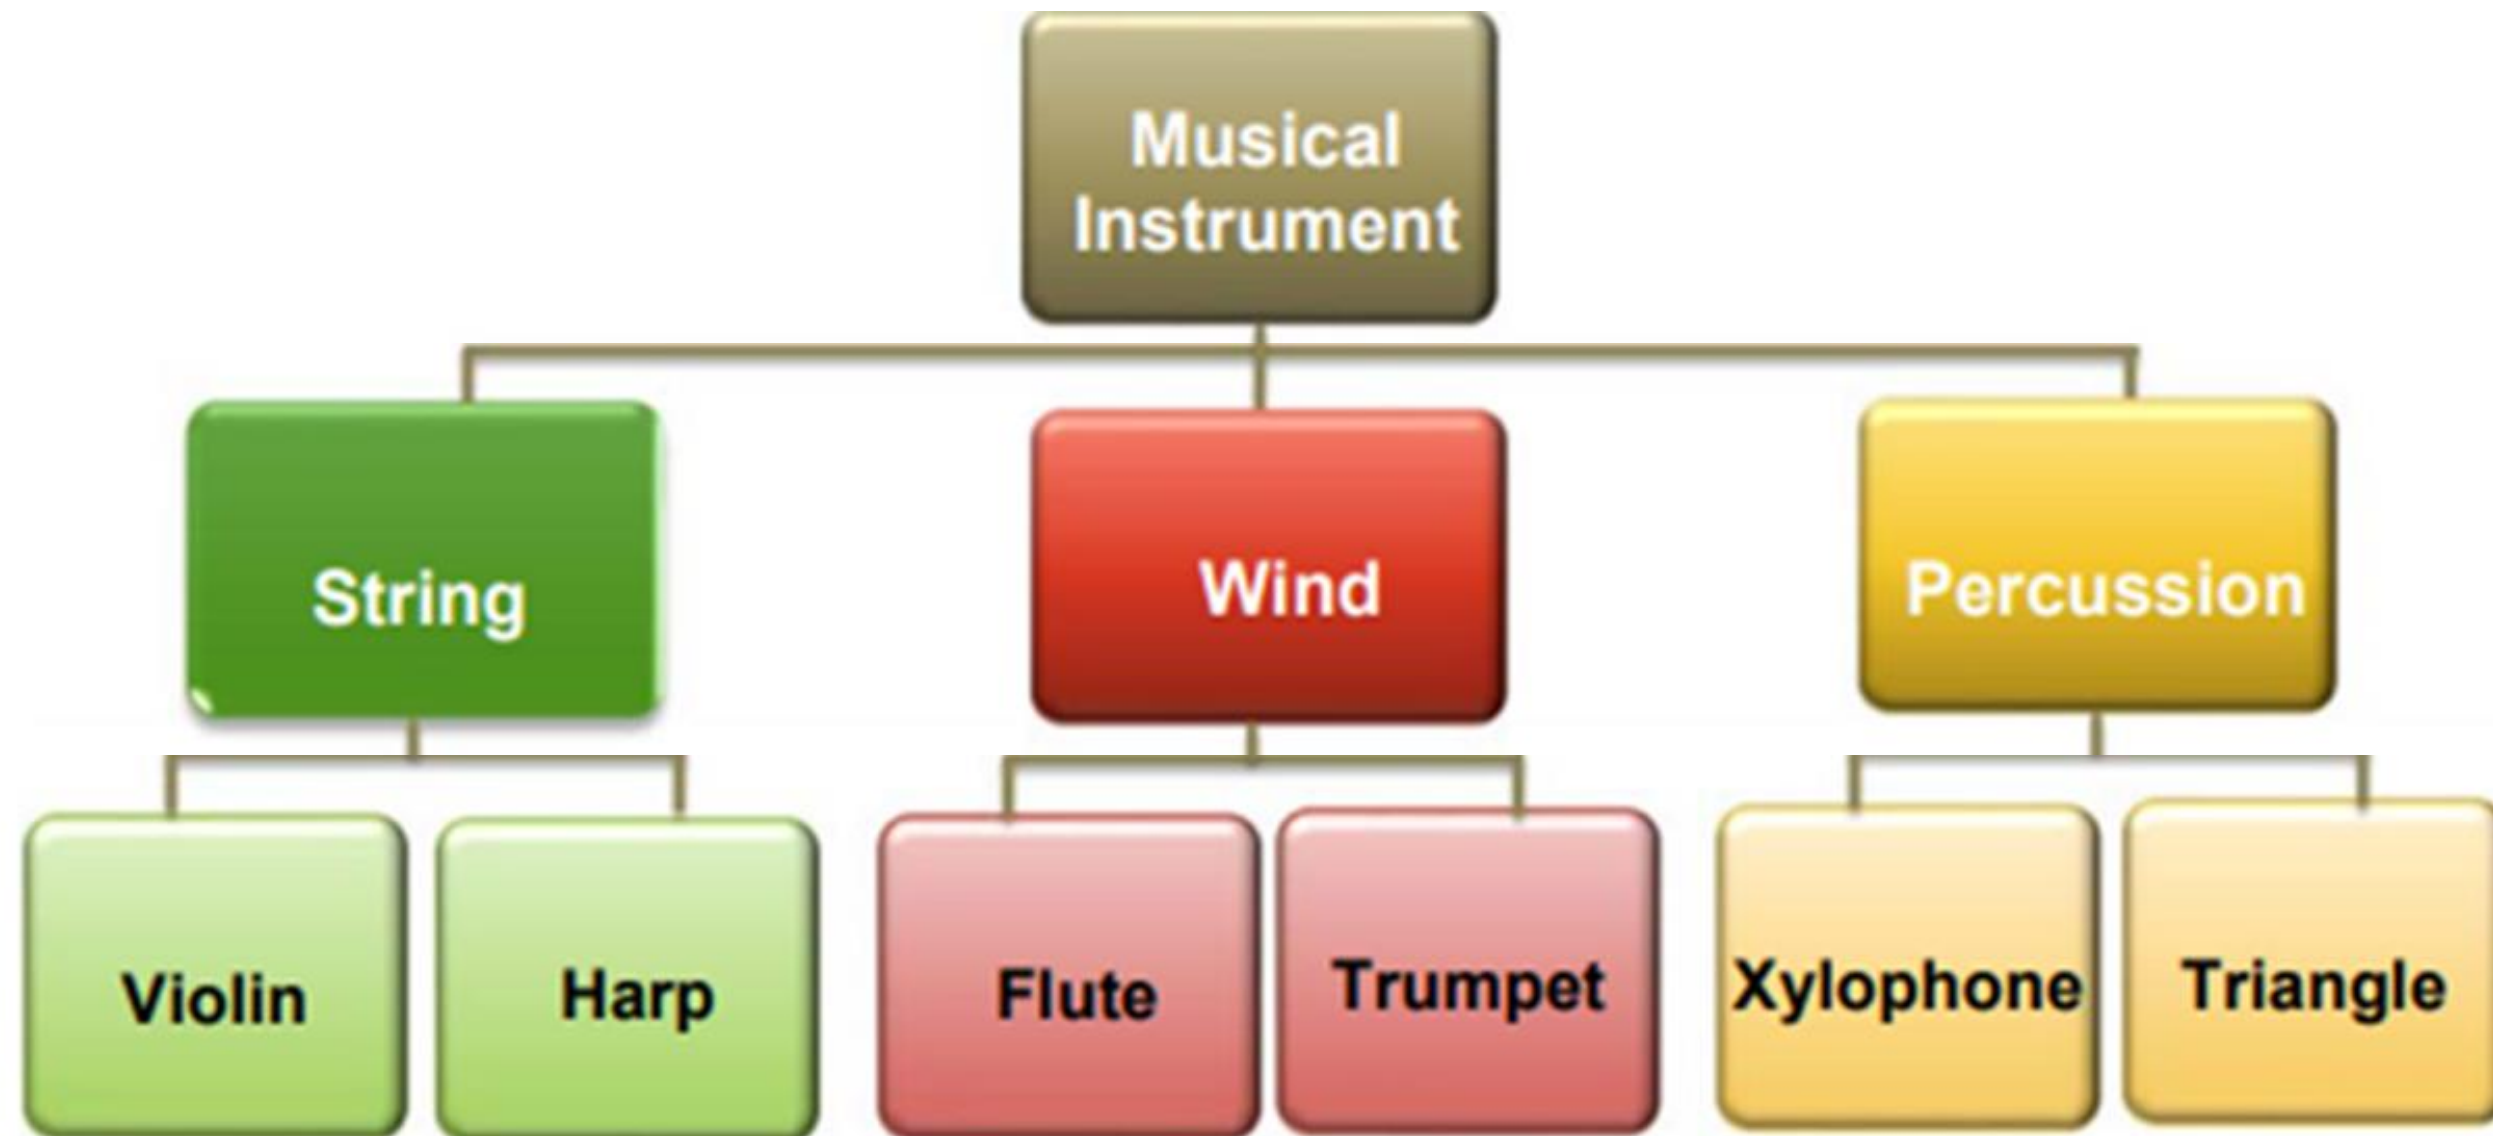 Musical
Instrument
String
Wind
Percussion
Violin
Harp
Flute
Trumpet
Xylophone
Triangle